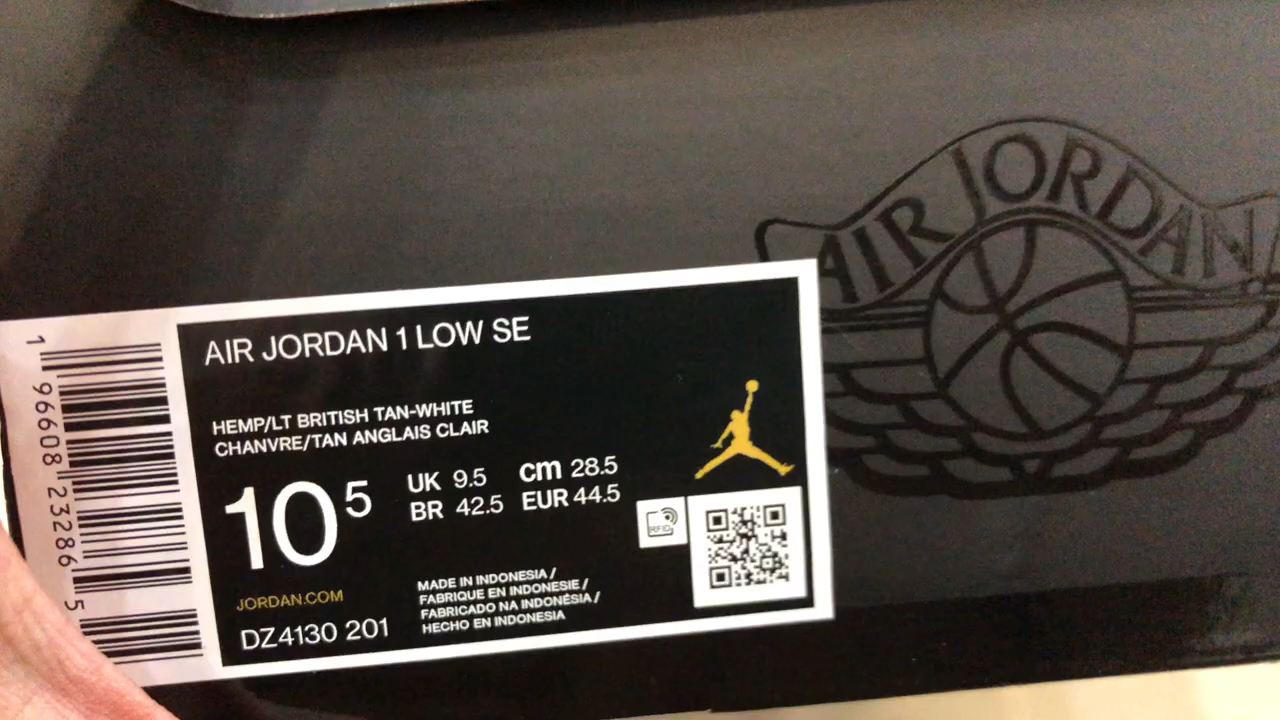 AIR JORDAN
AIR JORDAN 1 LOW SE
HEMP/LT BRITISH TAN-WHITE
CHANVRE/TAN ANGLAIS CLAIR
10 5
UK 9.5 cm 28.5
BR 42.5 EUR 44.5
RFID
JORDAN.COM
DZ4130 201
MADE IN INDONESIA /
FABRIQUE EN INDONESIE /
FABRICADO NA INDONÉSIA /
HECHO EN INDONESIA
1 96608 23286 5